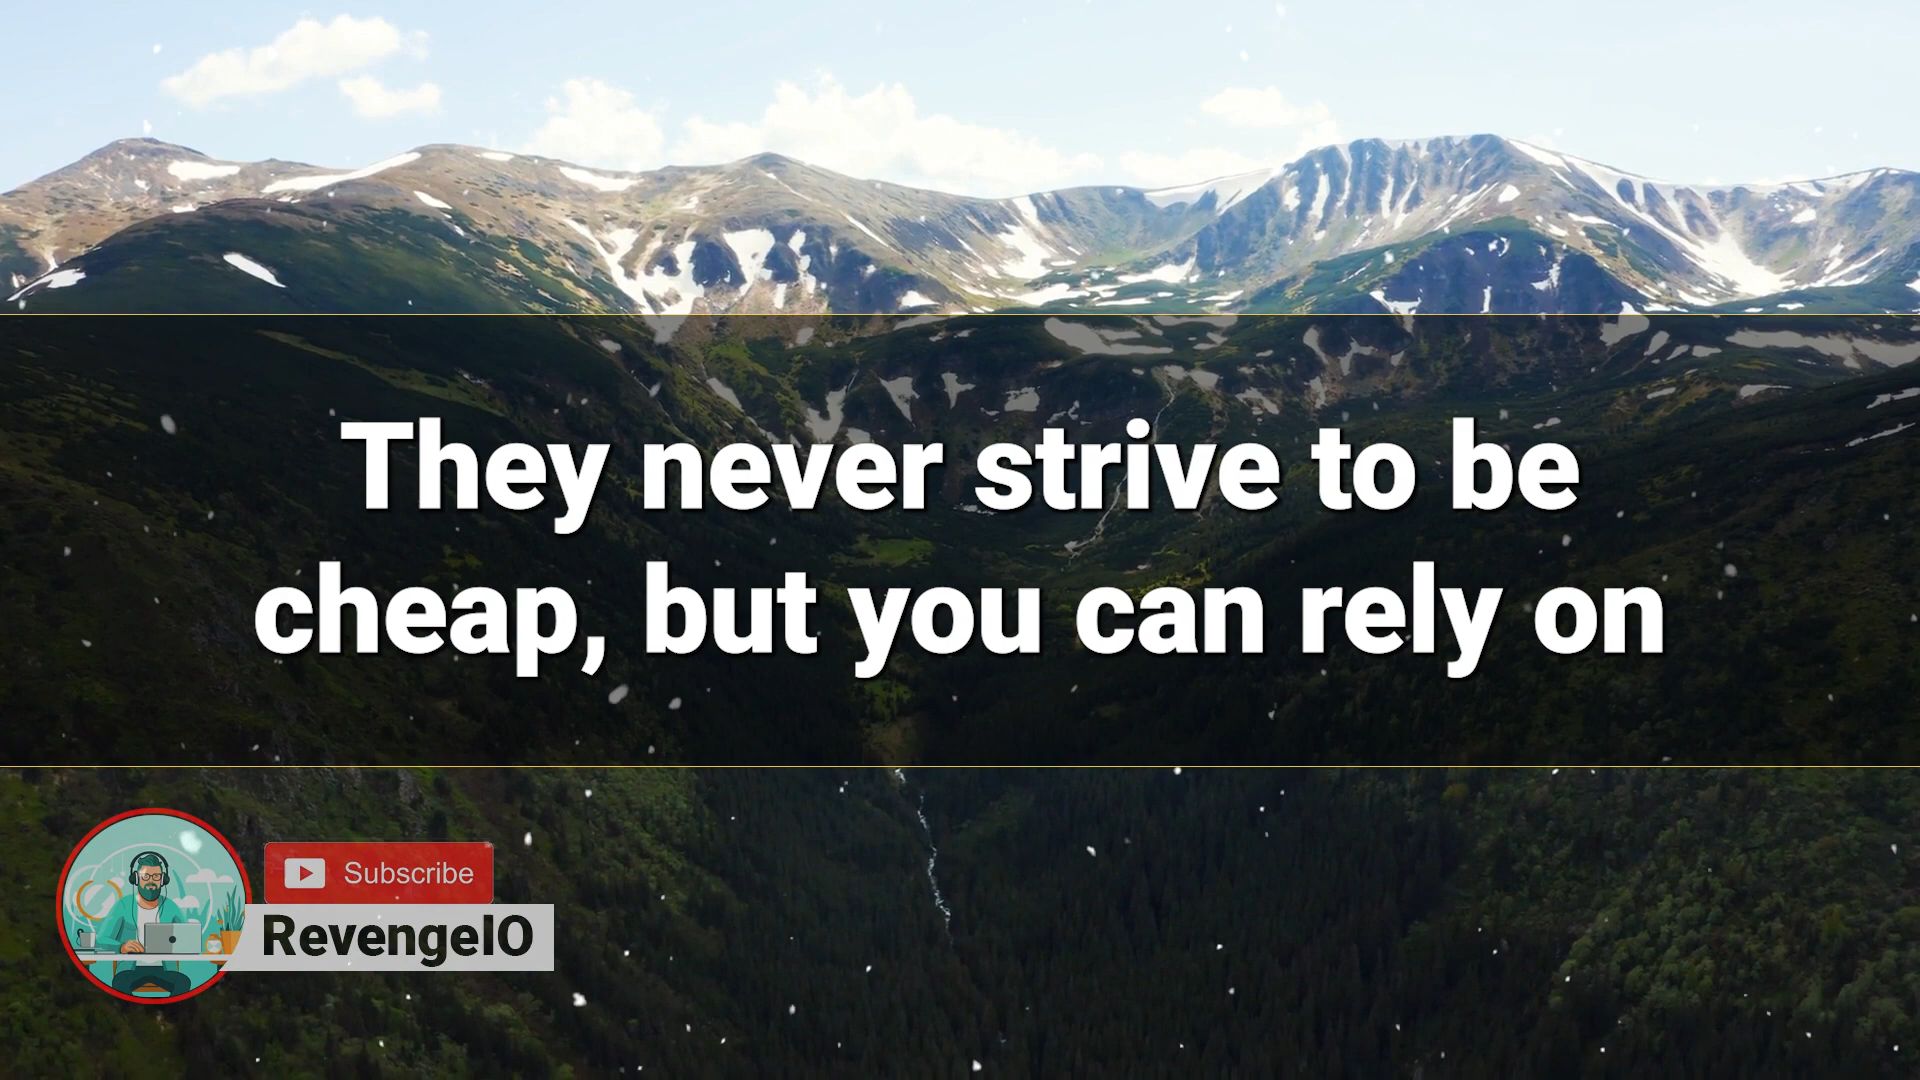 They never strive to be
cheap, but you can rely on
Subscribe
RevengeIO